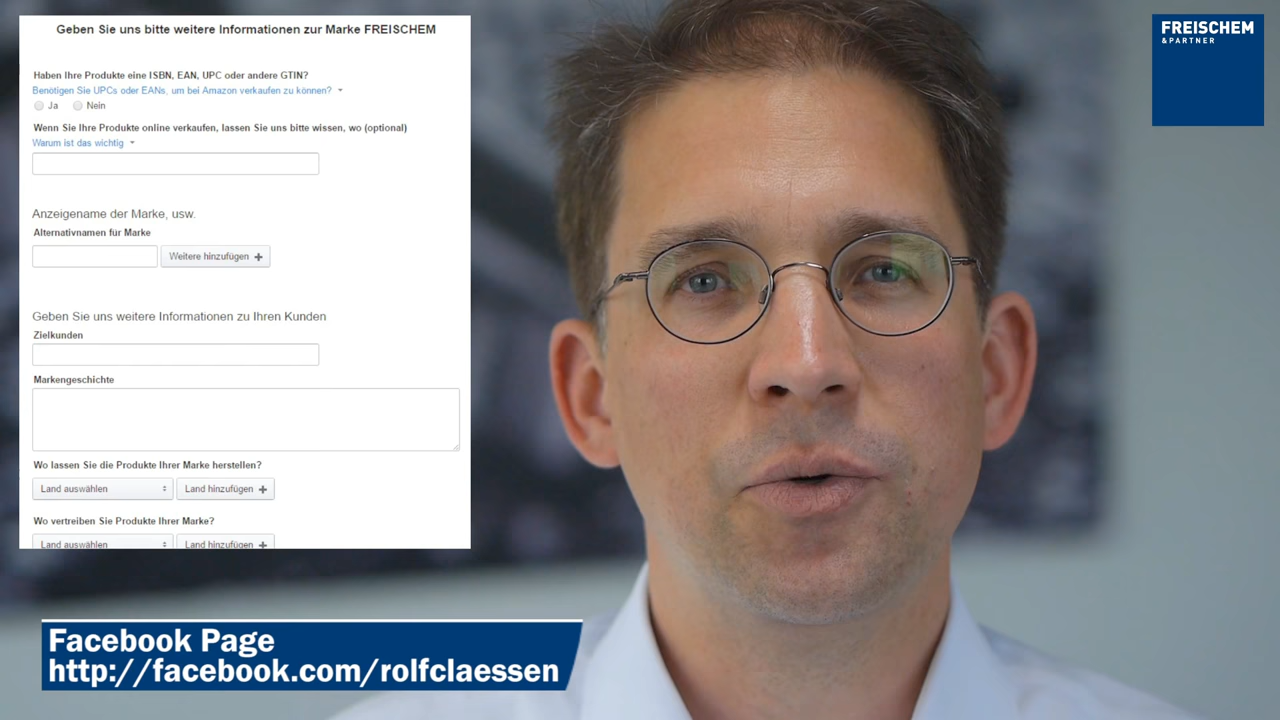 Geben Sie uns bitte weitere Informationen zur Marke FREISCHEM
Haben Ihre Produkte eine ISBN, EAN, UPC oder andere GTIN?
Benötigen Sie UPCs oder EANs, um bei Amazon verkaufen zu können?
Ja Nein
Wenn Sie Ihre Produkte online verkaufen, lassen Sie uns bitte wissen, wo (optional)
Warum ist das wichtig
Anzeigename der Marke, usw.
Alternativnamen für Marke
Weitere hinzufügen +
Geben Sie uns weitere Informationen zu Ihren Kunden
Zielkunden
Markengeschichte
Wo lassen Sie die Produkte Ihrer Marke herstellen?
Land auswählen Land hinzufügen +
Wo vertreiben Sie Produkte Ihrer Marke?
Land auswählen Land hinzufügen +
FREISCHEM
& PARTNER
Facebook Page
http://facebook.com/rolfclaessen